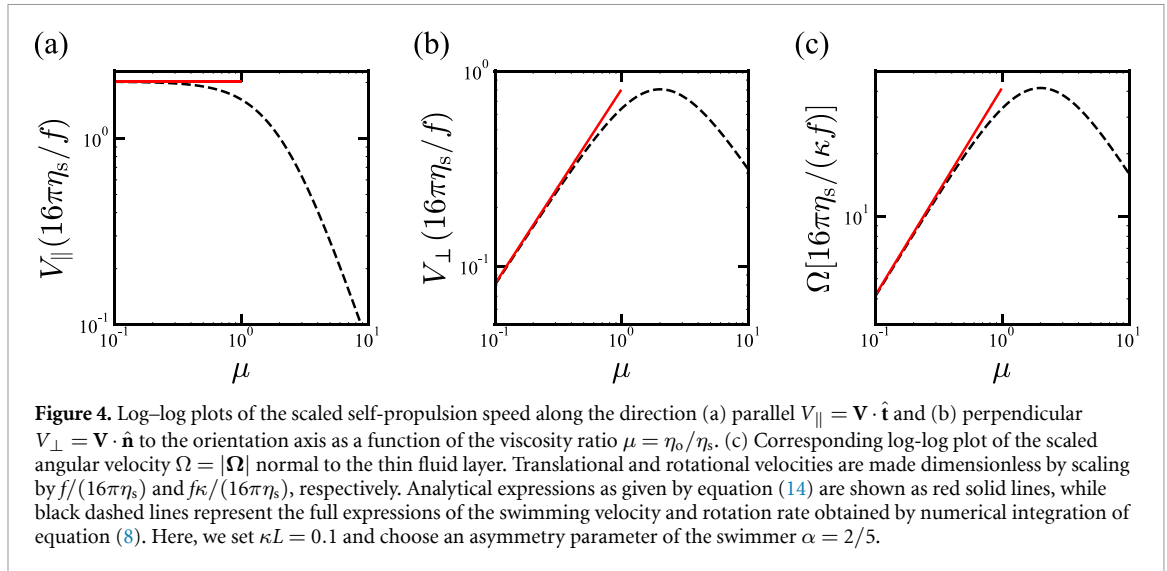 (a)
(b)
(c)
V∥(16πηs/f)
10^0
10^-1
10^-1
10^0
10^1
μ
V⊥(16πηs/f)
10^0
10^-1
10^-1
10^0
10^1
μ
Ω[16πηs/(κf)]
10^1
10^-1
10^0
10^1
μ
Figure 4. Log–log plots of the scaled self-propulsion speed along the direction (a) parallel V∥ = V · t̂ and (b) perpendicular
V⊥ = V · n̂ to the orientation axis as a function of the viscosity ratio μ = ηo/ηs. (c) Corresponding log-log plot of the scaled
angular velocity Ω = |Ω| normal to the thin fluid layer. Translational and rotational velocities are made dimensionless by scaling
by f/(16πηs) and fκ/(16πηs), respectively. Analytical expressions as given by equation (14) are shown as red solid lines, while
black dashed lines represent the full expressions of the swimming velocity and rotation rate obtained by numerical integration of
equation (8). Here, we set κL = 0.1 and choose an asymmetry parameter of the swimmer α = 2/5.